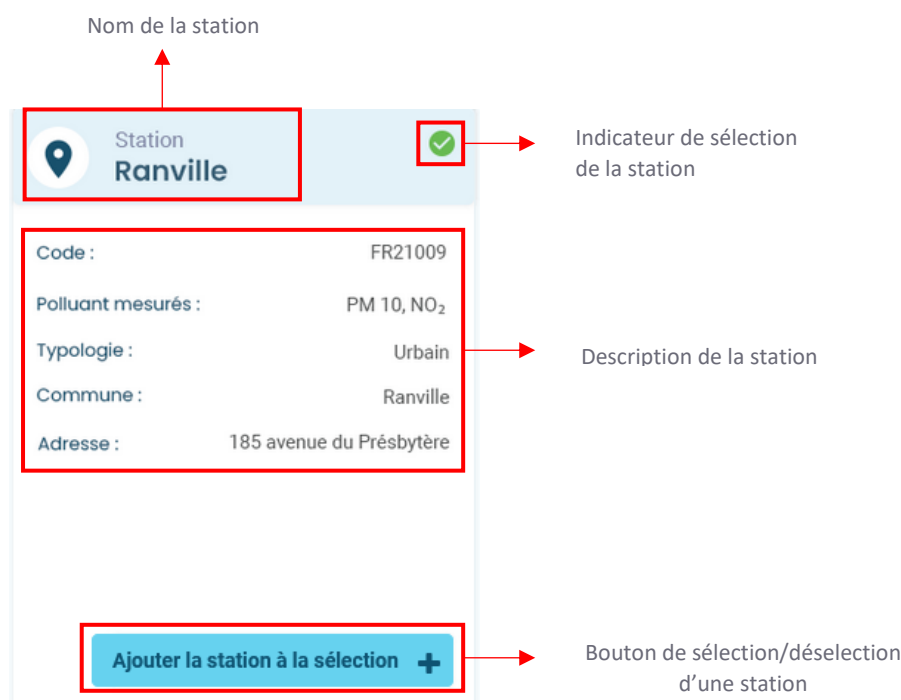 Nom de la station
Station
Ranville
Indicateur de sélection
de la station
Code : FR21009
Polluant mesurés : PM 10, NO₂
Typologie : Urbain
Description de la station
Commune : Ranville
Adresse : 185 avenue du Présbytère
Ajouter la station à la sélection +
Bouton de sélection/déselection
d’une station